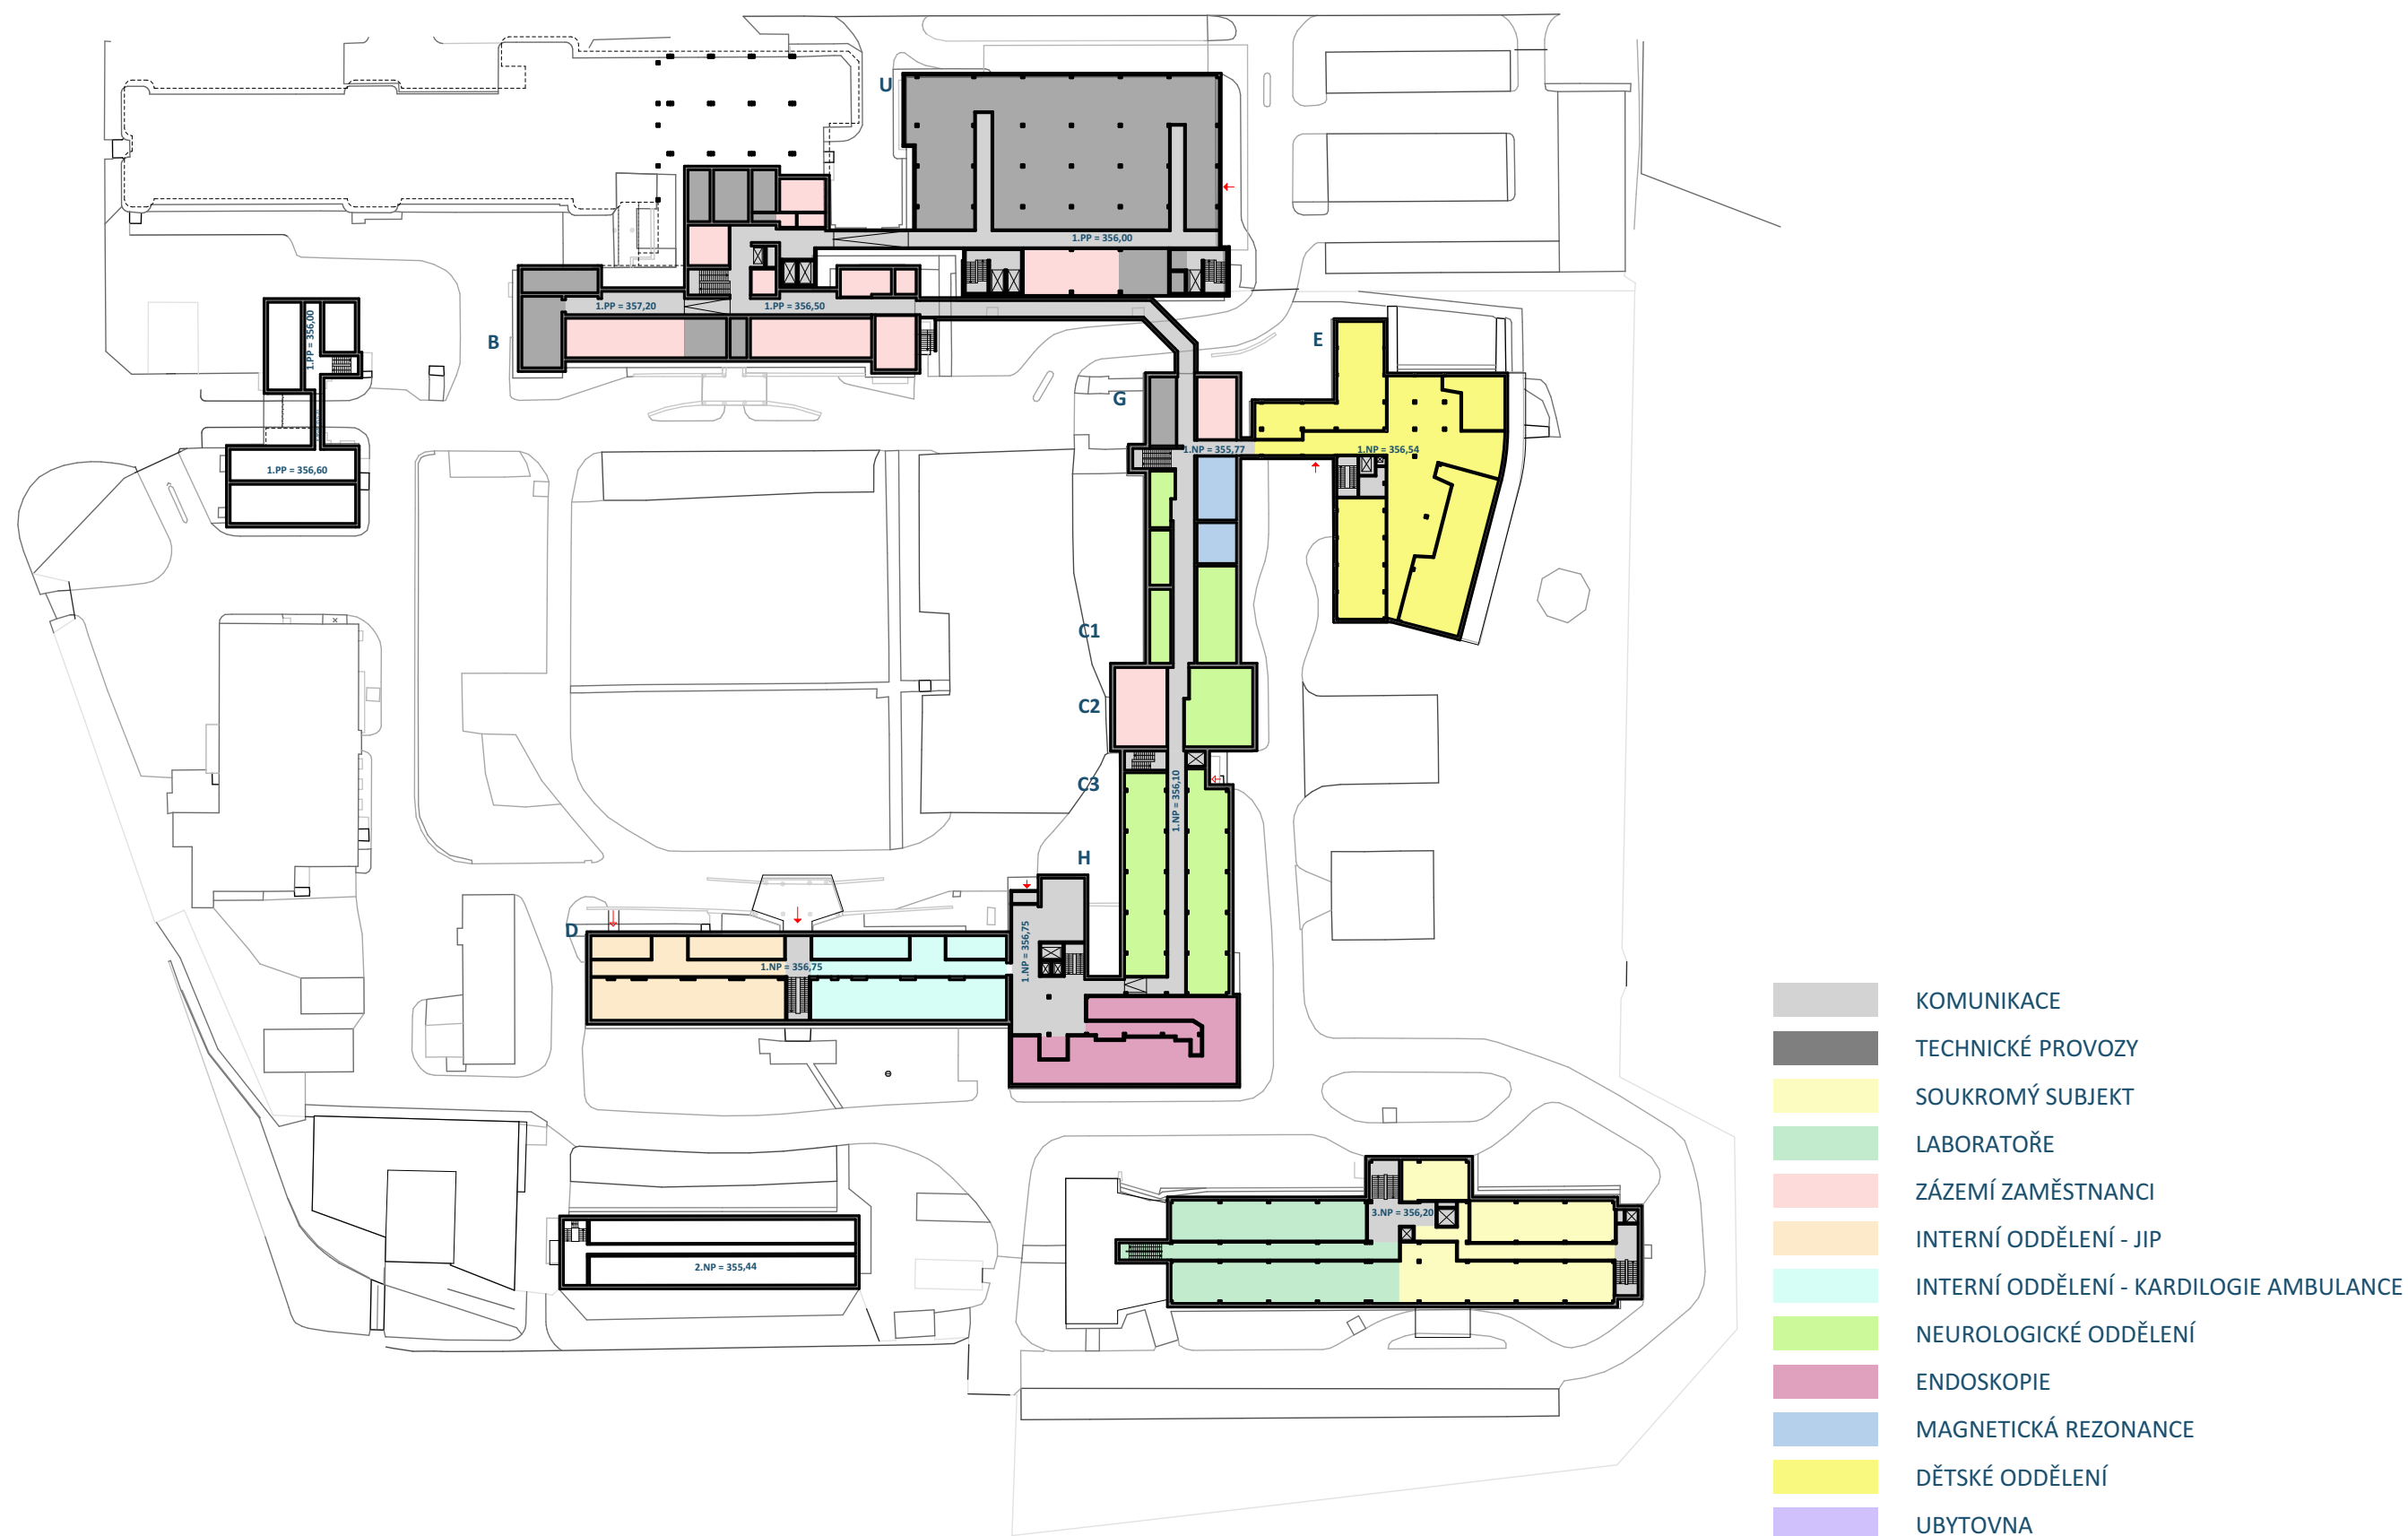 U
1.PP = 356,00
1.PP = 357,20
1.PP = 356,50
1.PP = 356,00
B
E
G
1.NP = 355,77
1.NP = 356,54
1.PP = 356,60
C1
C2
C3
1.NP = 356,10
H
D
1.NP = 356,75
1.NP = 356,75
3.NP = 356,20
2.NP = 355,44
KOMUNIKACE
TECHNICKÉ PROVOZY
SOUKROMÝ SUBJEKT
LABORATOŘE
ZÁZEMÍ ZAMĚSTNANCI
INTERNÍ ODDĚLENÍ - JIP
INTERNÍ ODDĚLENÍ - KARDILOGIE AMBULANCE
NEUROLOGICKÉ ODDĚLENÍ
ENDOSKOPIE
MAGNETICKÁ REZONANCE
DĚTSKÉ ODDĚLENÍ
UBYTOVNA